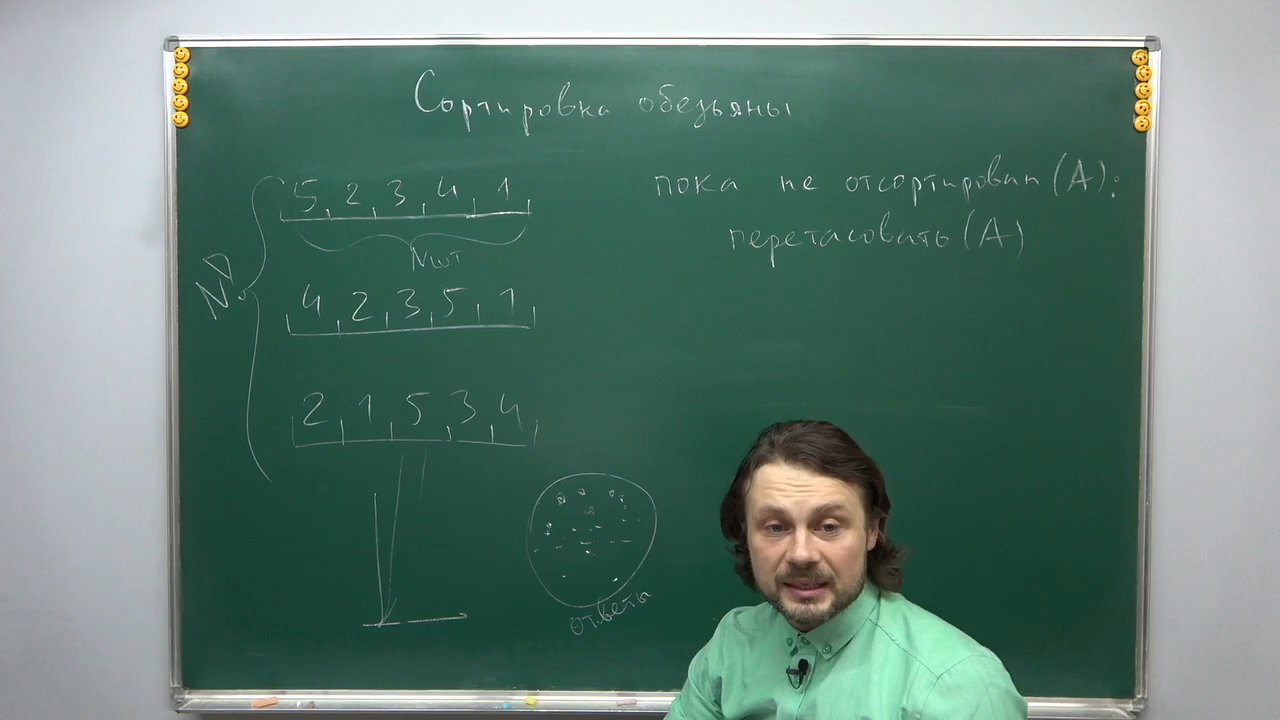 Сортировка обезьяны
5, 2, 3, 4, 1
N шт
4, 2, 3, 5, 1
2, 1, 5, 3, 4
ответы
пока не отсортирован (А):
перетасовать (А)